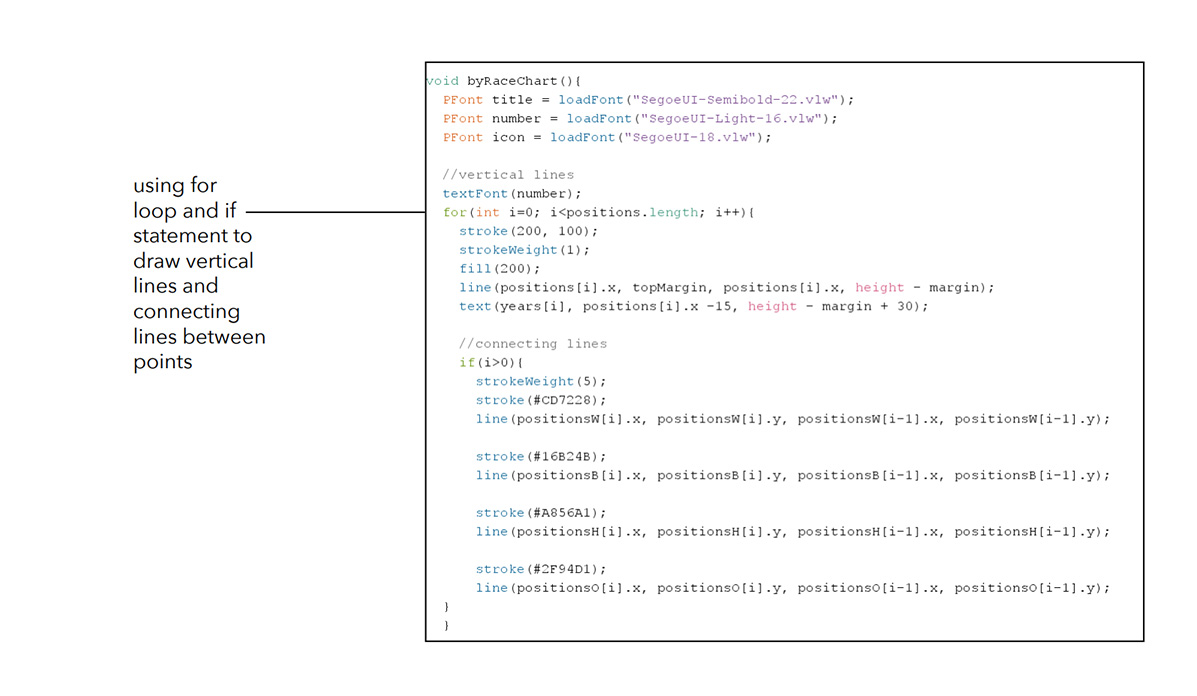 using for
loop and if
statement to
draw vertical
lines and
connecting
lines between
points
void byRaceChart(){
PFont title = loadFont("SegoeUI-Semibold-22.vlw");
PFont number = loadFont("SegoeUI-Light-16.vlw");
PFont icon = loadFont("SegoeUI-18.vlw");
//vertical lines
textFont(number);
for(int i=0; i<positions.length; i++){
stroke(200, 100);
strokeWeight(1);
fill(200);
line(positions[i].x, topMargin, positions[i].x, height - margin);
text(years[i], positions[i].x -15, height - margin + 30);
//connecting lines
if(i>0){
strokeWeight(5);
stroke(#CD7228);
line(positionsW[i].x, positionsW[i].y, positionsW[i-1].x, positionsW[i-1].y);
stroke(#16B24B);
line(positionsB[i].x, positionsB[i].y, positionsB[i-1].x, positionsB[i-1].y);
stroke(#A856A1);
line(positionsH[i].x, positionsH[i].y, positionsH[i-1].x, positionsH[i-1].y);
stroke(#2F94D1);
line(positionsO[i].x, positionsO[i].y, positionsO[i-1].x, positionsO[i-1].y);
}
}